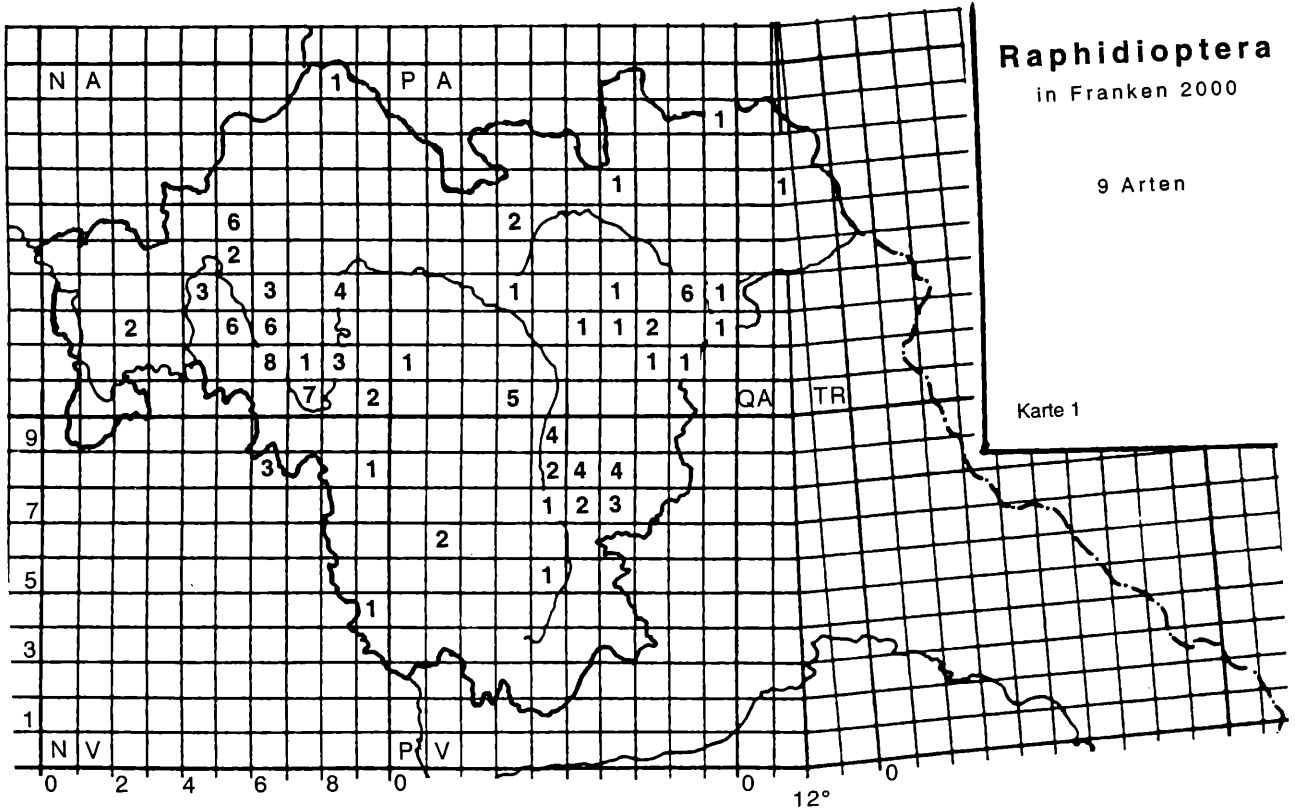 Raphidioptera
in Franken 2000
N A 1 P A
1
9 Arten
1 1
6 2
2
3 3 4 1 1 6 1
2 6 6 1 1 2 1
8 1 3 1 1 1
7 2 5 QA TR
Karte 1
9 4
3 1 2 4 4
7 1 2 3
2
5 1
1
3
1
N V P V
0 2 4 6 8 0 0 0
12°